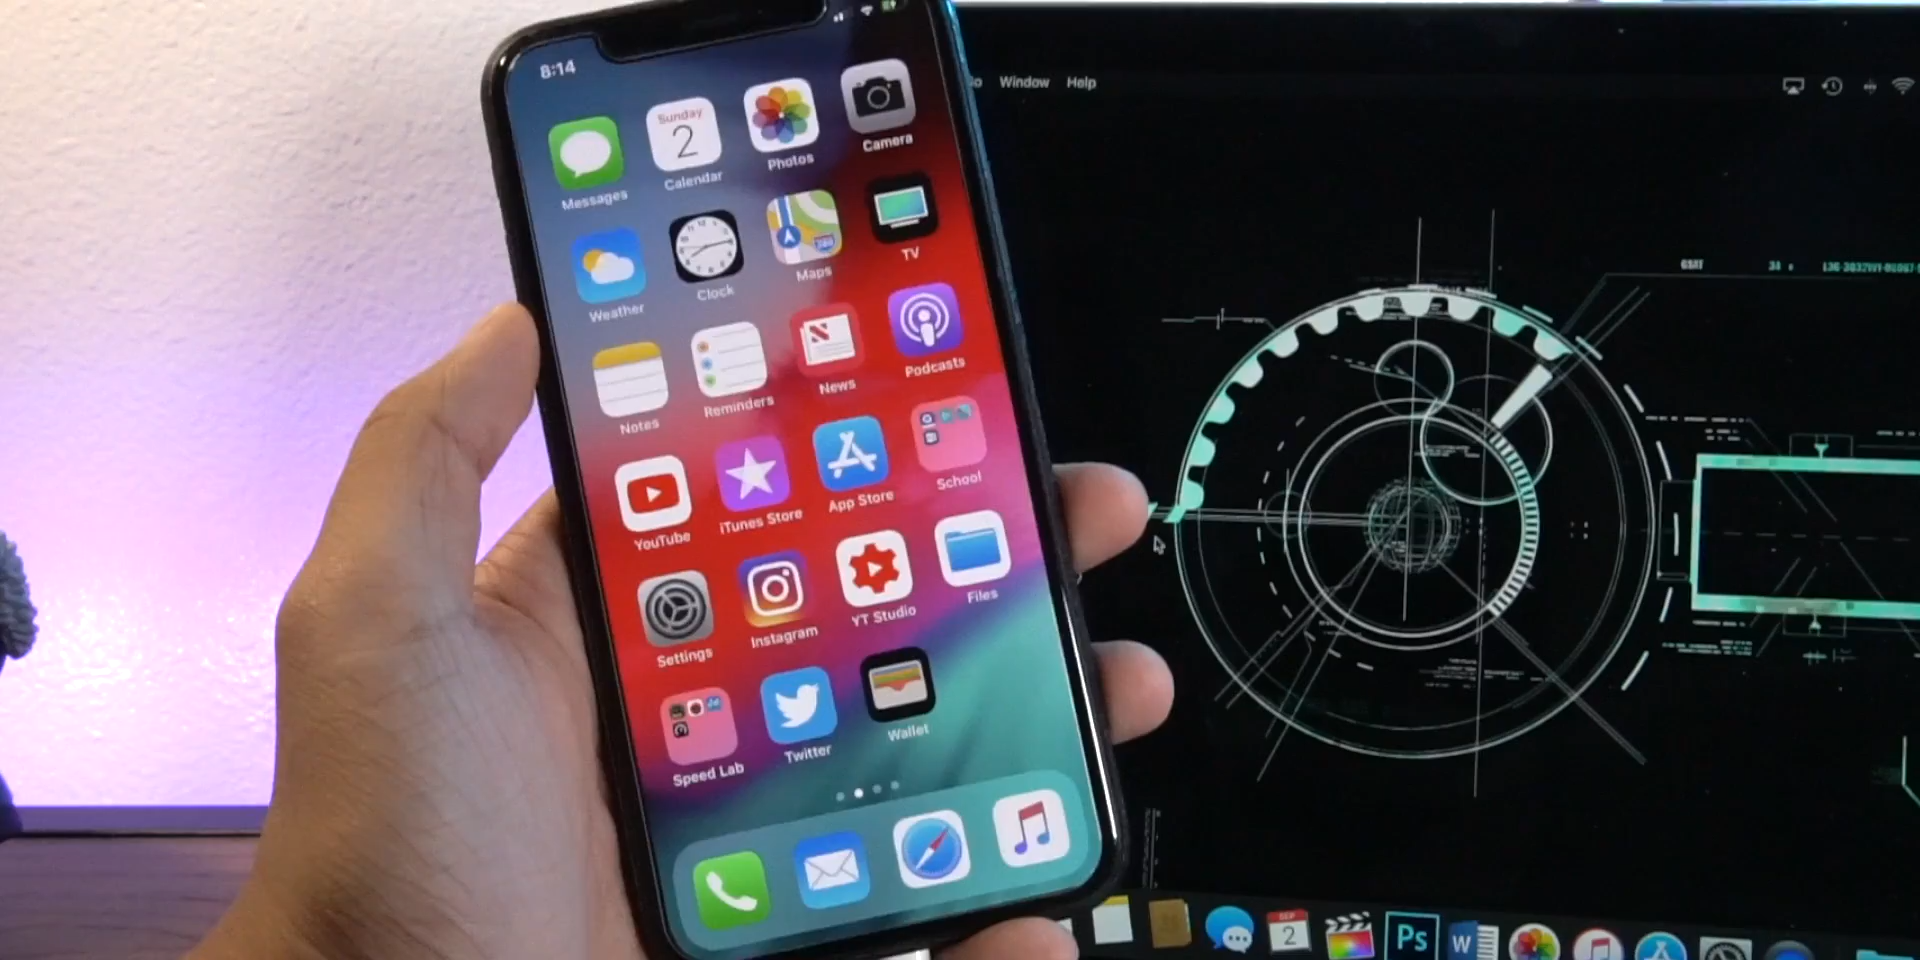 8:14
Window Help
Sunday
2
Messages
Calendar
Photos
Camera
Weather
Clock
Maps
TV
Notes
Reminders
News
Podcasts
YouTube
iTunes Store
App Store
School
Settings
Instagram
YT Studio
Files
Speed Lab
Twitter
Wallet
SEP
2
Ps
W